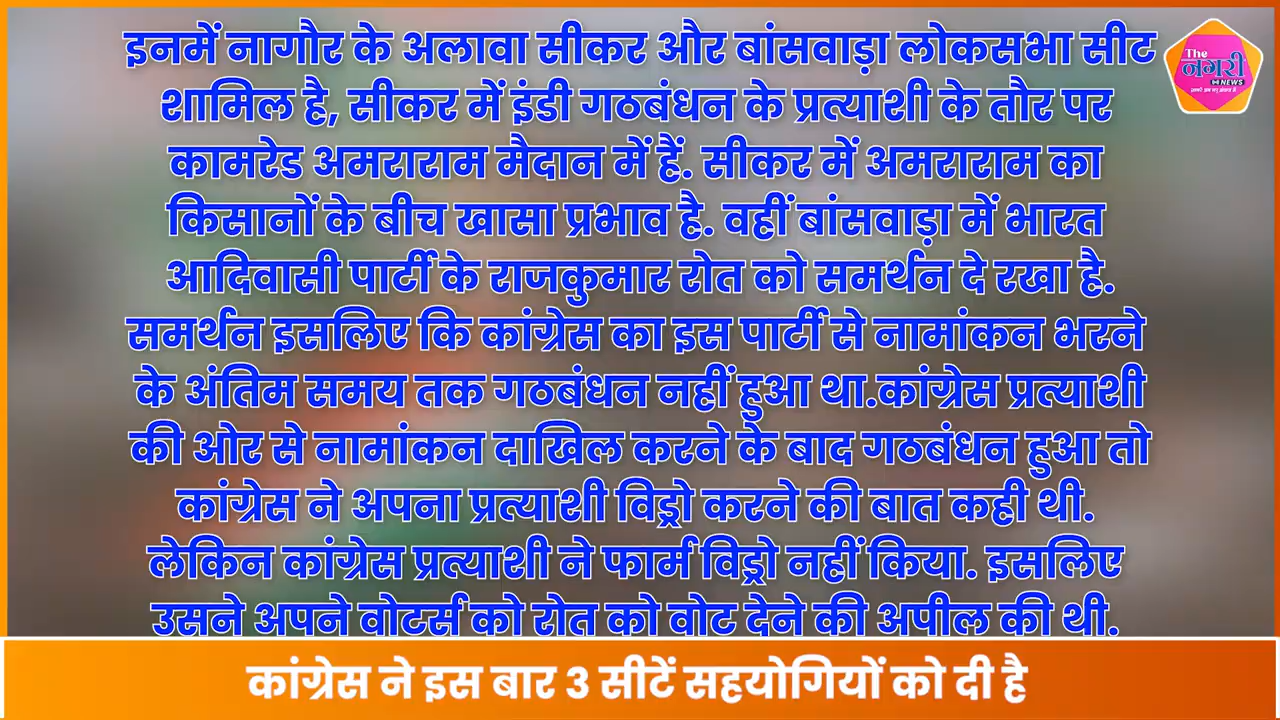 इनमें नागौर के अलावा सीकर और बांसवाड़ा लोकसभा सीट
शामिल है, सीकर में इंडी गठबंधन के प्रत्याशी के तौर पर
कामरेड अमराराम मैदान में हैं. सीकर में अमराराम का
किसानों के बीच खासा प्रभाव है. वहीं बांसवाड़ा में भारत
आदिवासी पार्टी के राजकुमार रोत को समर्थन दे रखा है.
समर्थन इसलिए कि कांग्रेस का इस पार्टी से नामांकन भरने
के अंतिम समय तक गठबंधन नहीं हुआ था.कांग्रेस प्रत्याशी
की ओर से नामांकन दाखिल करने के बाद गठबंधन हुआ तो
कांग्रेस ने अपना प्रत्याशी विड्रो करने की बात कही थी.
लेकिन कांग्रेस प्रत्याशी ने फार्म विड्रो नहीं किया. इसलिए
उसने अपने वोटर्स को रोत को वोट देने की अपील की थी.
कांग्रेस ने इस बार 3 सीटें सहयोगियों को दी है
The
नगरी
NEWS